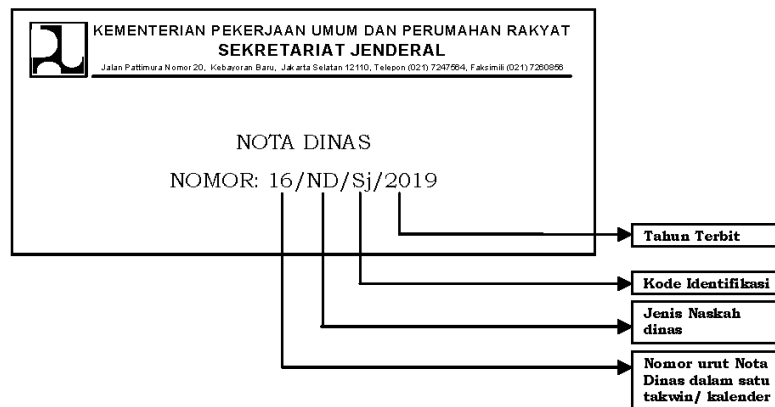 KEMENTERIAN PEKERJAAN UMUM DAN PERUMAHAN RAKYAT
SEKRETARIAT JENDERAL
Jalan Pattimura Nomor 20, Kebayoran Baru, Jakarta Selatan 12110, Telepon (021) 7247564, Faksimili (021) 7260856
NOTA DINAS
NOMOR: 16/ND/Sj/2019
Tahun Terbit
Kode Identifikasi
Jenis Naskah
dinas
Nomor urut Nota
Dinas dalam satu
takwin/ kalender